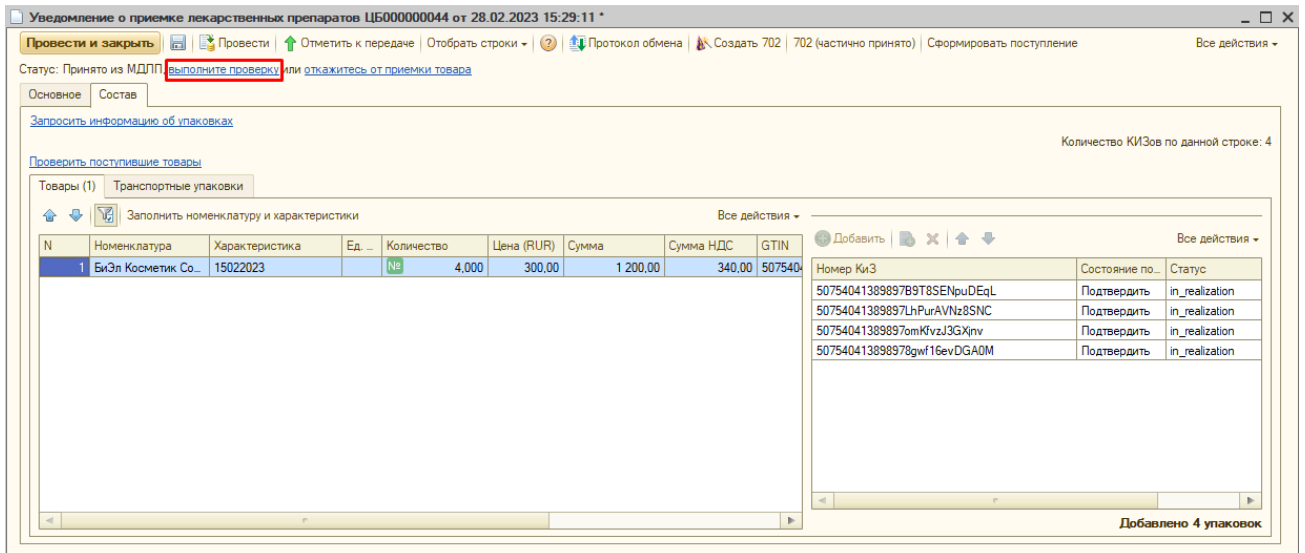 Уведомление о приемке лекарственных препаратов ЦБ000000044 от 28.02.2023 15:29:11 *
Провести и закрыть Провести Отметить к передаче Отобрать строки Протокол обмена Создать 702 702 (частично принято) Сформировать поступление Все действия
Статус: Принято из МДЛП, выполните проверку или откажитесь от приемки товара
Основное Состав
Запросить информацию об упаковках
Количество КИЗов по данной строке: 4
Проверить поступившие товары
Товары (1) Транспортные упаковки
Заполнить номенклатуру и характеристики Все действия
Добавить Все действия
N Номенклатура Характеристика Ед. ... Количество Цена (RUR) Сумма Сумма НДС GTIN
1 БиЭл Косметик Со... 15022023 № 4,000 300,00 1 200,00 340,00 507540
Номер КиЗ Состояние по... Статус
50754041389897B9T8SENpuDEqL Подтвердить in_realization
50754041389897LhPurAVNz8SNC Подтвердить in_realization
50754041389897omKfvzJ3GXjnv Подтвердить in_realization
507540413898978gwf16evDGA0M Подтвердить in_realization
Добавлено 4 упаковок